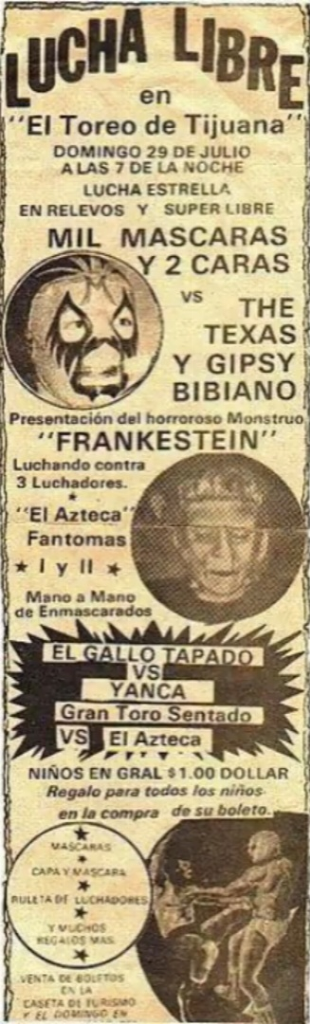 LUCHA LIBRE
en
"El Toreo de Tijuana"
DOMINGO 29 DE JULIO
A LAS 7 DE LA NOCHE
LUCHA ESTRELLA
EN RELEVOS Y SUPER LIBRE
MIL MASCARAS
Y 2 CARAS
VS
THE
TEXAS
Y GIPSY
BIBIANO
Presentación del horroroso Monstruo
"FRANKESTEIN"
Luchando contra
3 Luchadores.
"El Azteca"
Fantomas
I y II
Mano a Mano
de Enmascarados
EL GALLO TAPADO
VS
YANCA
Gran Toro Sentado
VS El Azteca
NIÑOS EN GRAL $1.00 DOLLAR
Regalo para todos los niños
en la compra de su boleto.
MASCARAS
CAPA Y MASCARA
RULETA DE LUCHADORES
Y MUCHOS
REGALOS MAS.
VENTA DE BOLETOS
EN LA
CASETA DE TURISMO
Y EL DOMINGO EN